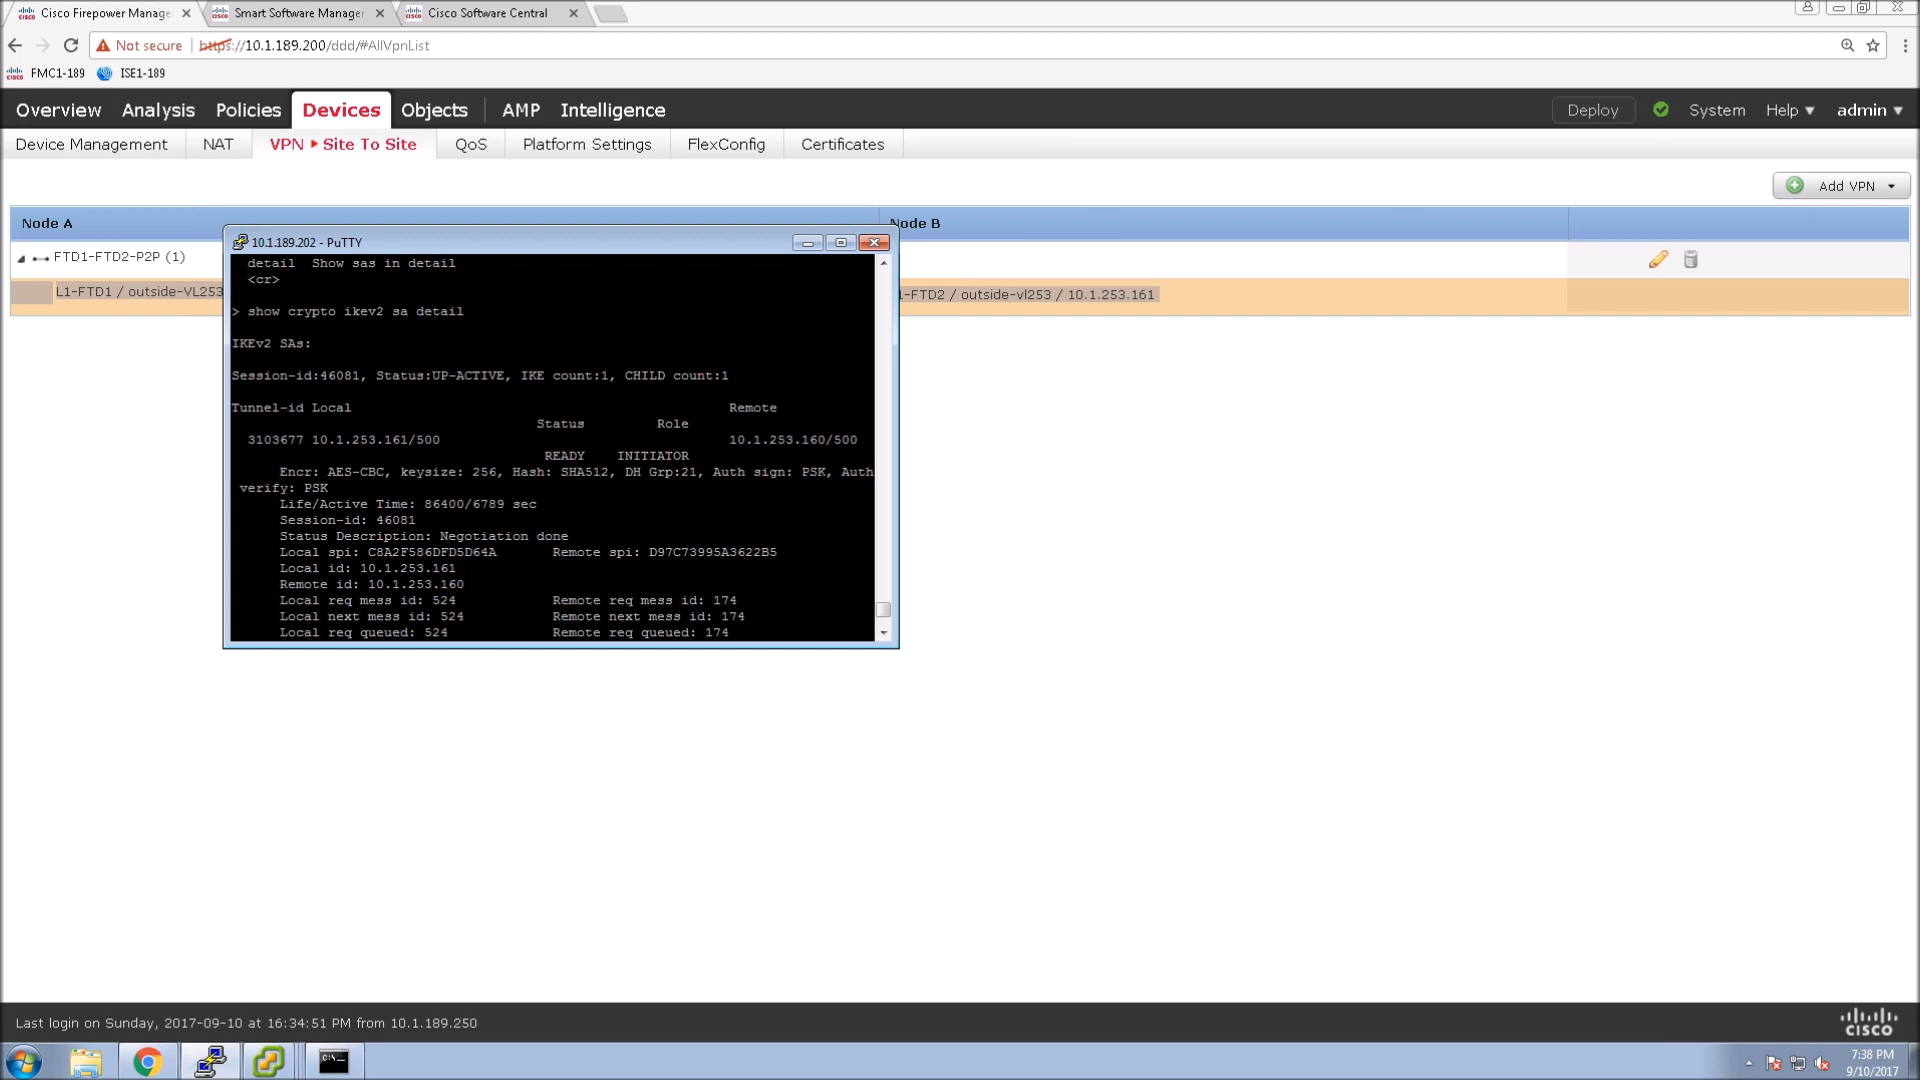 Cisco Firepower Manage
Smart Software Manager
Cisco Software Central
Not secure
https://10.1.189.200/ddd/#AllVpnList
FMC1-189
ISE1-189
Overview Analysis Policies Devices Objects AMP Intelligence Deploy System Help admin
Device Management NAT VPN Site To Site QoS Platform Settings FlexConfig Certificates
Add VPN
Node A Node B
FTD1-FTD2-P2P (1)
L1-FTD1 / outside-VL253
1-FTD2 / outside-vl253 / 10.1.253.161
10.1.189.202 - PuTTY
detail Show sas in detail
<cr>
> show crypto ikev2 sa detail
IKEv2 SAs:
Session-id:46081, Status:UP-ACTIVE, IKE count:1, CHILD count:1
Tunnel-id Local Remote
Status Role
3103677 10.1.253.161/500 10.1.253.160/500
READY INITIATOR
Encr: AES-CBC, keysize: 256, Hash: SHA512, DH Grp:21, Auth sign: PSK, Auth
verify: PSK
Life/Active Time: 86400/6789 sec
Session-id: 46081
Status Description: Negotiation done
Local spi: C8A2F586DFD5D64A Remote spi: D97C73995A3622B5
Local id: 10.1.253.161
Remote id: 10.1.253.160
Local req mess id: 524 Remote req mess id: 174
Local next mess id: 524 Remote next mess id: 174
Local req queued: 524 Remote req queued: 174
Last login on Sunday, 2017-09-10 at 16:34:51 PM from 10.1.189.250
CISCO
C:\
7:38 PM
9/10/2017